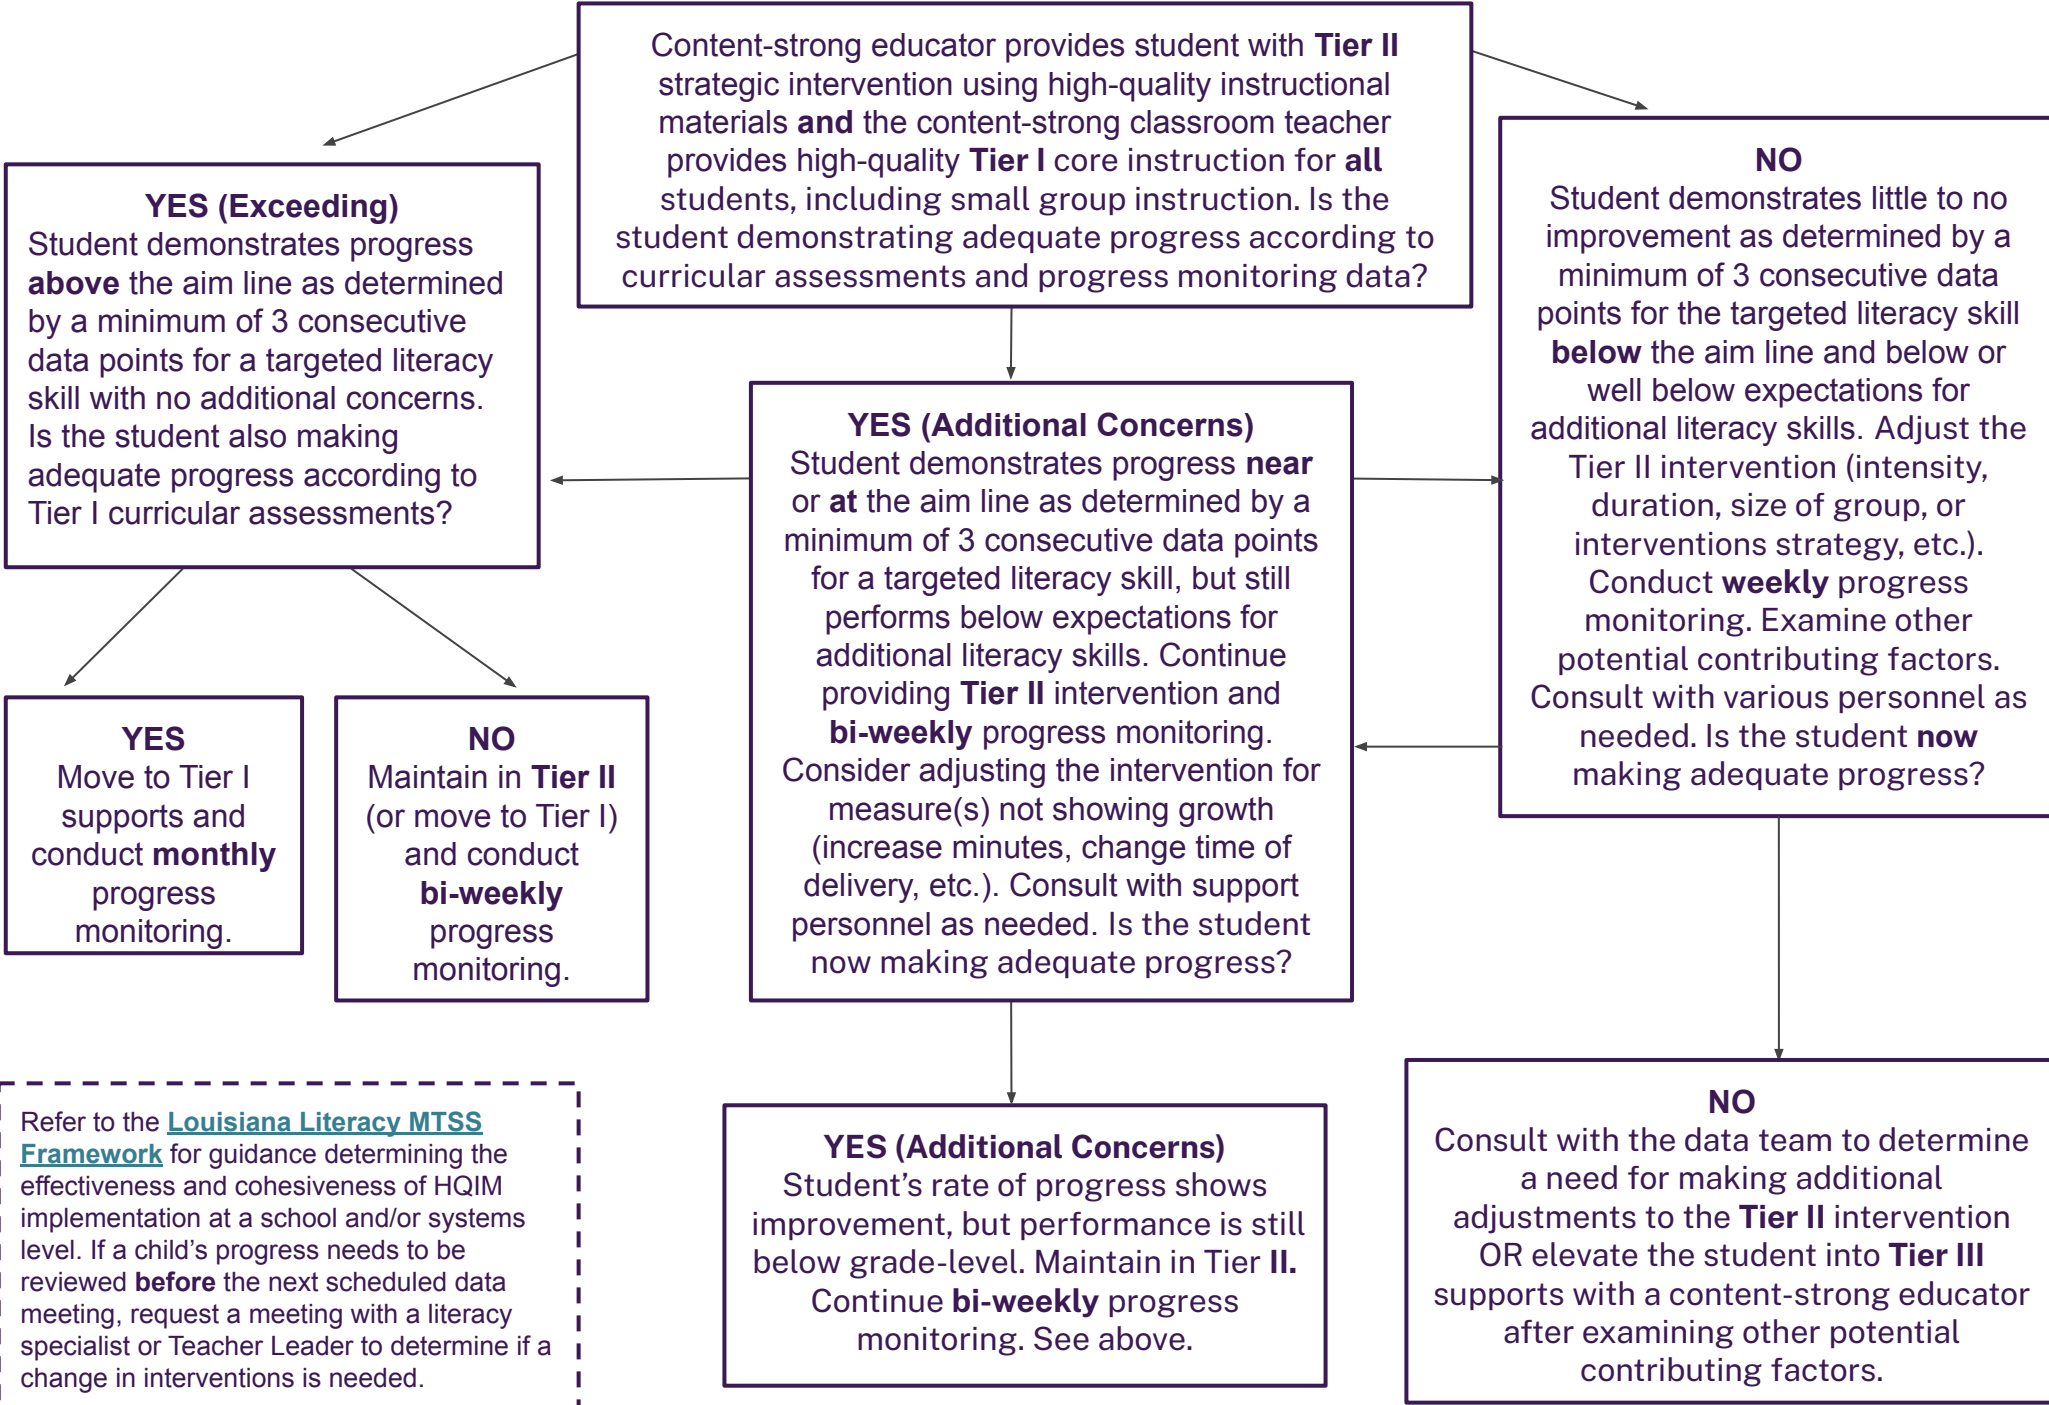 Content-strong educator provides student with Tier II
strategic intervention using high-quality instructional
materials and the content-strong classroom teacher
provides high-quality Tier I core instruction for all
students, including small group instruction. Is the
student demonstrating adequate progress according to
curricular assessments and progress monitoring data?
YES (Exceeding)
Student demonstrates progress
above the aim line as determined
by a minimum of 3 consecutive
data points for a targeted literacy
skill with no additional concerns.
Is the student also making
adequate progress according to
Tier I curricular assessments?
YES (Additional Concerns)
Student demonstrates progress near
or at the aim line as determined by a
minimum of 3 consecutive data points
for a targeted literacy skill, but still
performs below expectations for
additional literacy skills. Continue
providing Tier II intervention and
bi-weekly progress monitoring.
Consider adjusting the intervention for
measure(s) not showing growth
(increase minutes, change time of
delivery, etc.). Consult with support
personnel as needed. Is the student
now making adequate progress?
NO
Student demonstrates little to no
improvement as determined by a
minimum of 3 consecutive data
points for the targeted literacy skill
below the aim line and below or
well below expectations for
additional literacy skills. Adjust the
Tier II intervention (intensity,
duration, size of group, or
interventions strategy, etc.).
Conduct weekly progress
monitoring. Examine other
potential contributing factors.
Consult with various personnel as
needed. Is the student now
making adequate progress?
YES
Move to Tier I
supports and
conduct monthly
progress
monitoring.
NO
Maintain in Tier II
(or move to Tier I)
and conduct
bi-weekly
progress
monitoring.
Refer to the Louisiana Literacy MTSS
Framework for guidance determining the
effectiveness and cohesiveness of HQIM
implementation at a school and/or systems
level. If a child's progress needs to be
reviewed before the next scheduled data
meeting, request a meeting with a literacy
specialist or Teacher Leader to determine if a
change in interventions is needed.
YES (Additional Concerns)
Student's rate of progress shows
improvement, but performance is still
below grade-level. Maintain in Tier II.
Continue bi-weekly progress
monitoring. See above.
NO
Consult with the data team to determine
a need for making additional
adjustments to the Tier II intervention
OR elevate the student into Tier III
supports with a content-strong educator
after examining other potential
contributing factors.